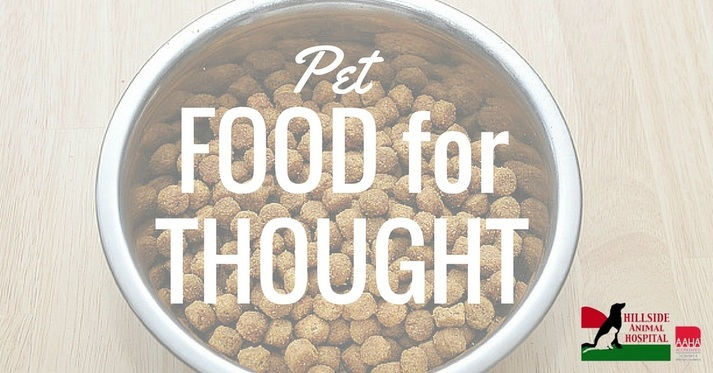 Pet
FOOD for
THOUGHT
HILLSIDE
ANIMAL
HOSPITAL
AAHA